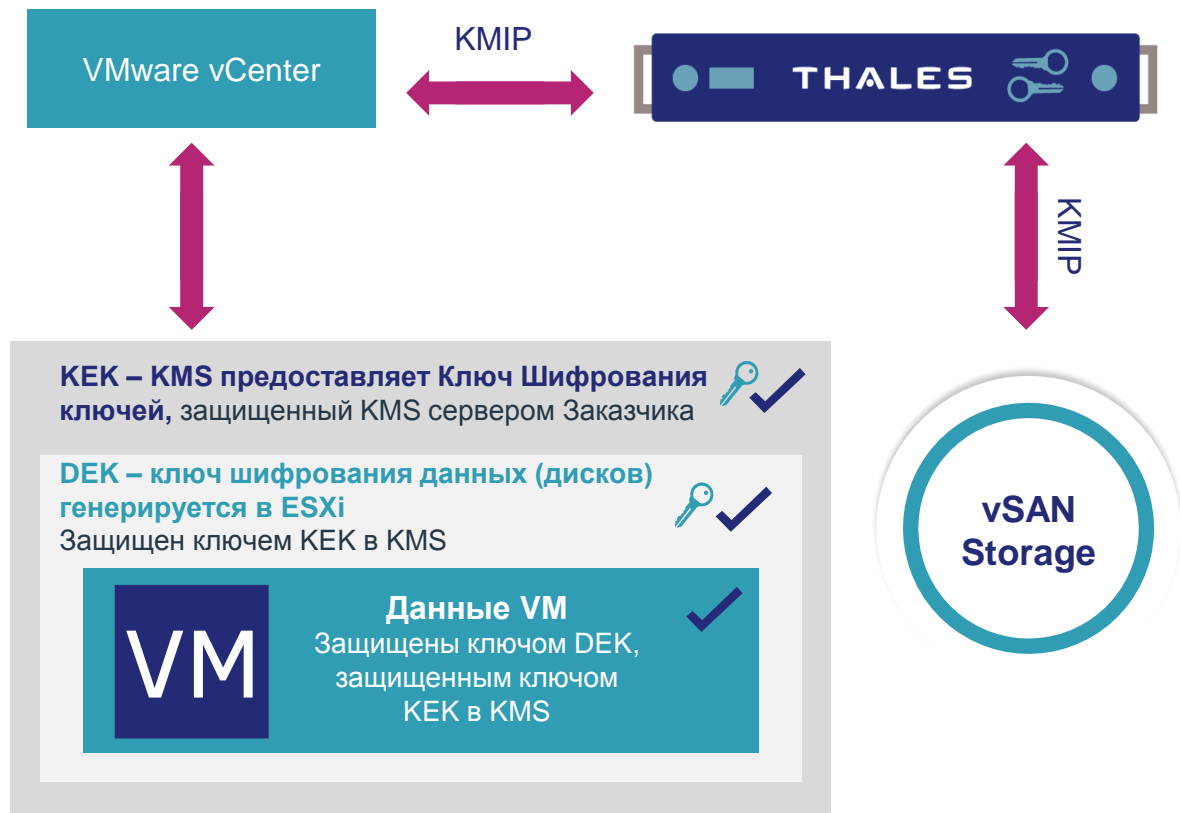 VMware vCenter
KMIP
THALES
KMIP
KEK – KMS предоставляет Ключ Шифрования
ключей, защищенный KMS сервером Заказчика
DEK – ключ шифрования данных (дисков)
генерируется в ESXi
Защищен ключем KEK в KMS
VM
Данные VM
Защищены ключом DEK,
защищенным ключом
KEK в KMS
vSAN
Storage